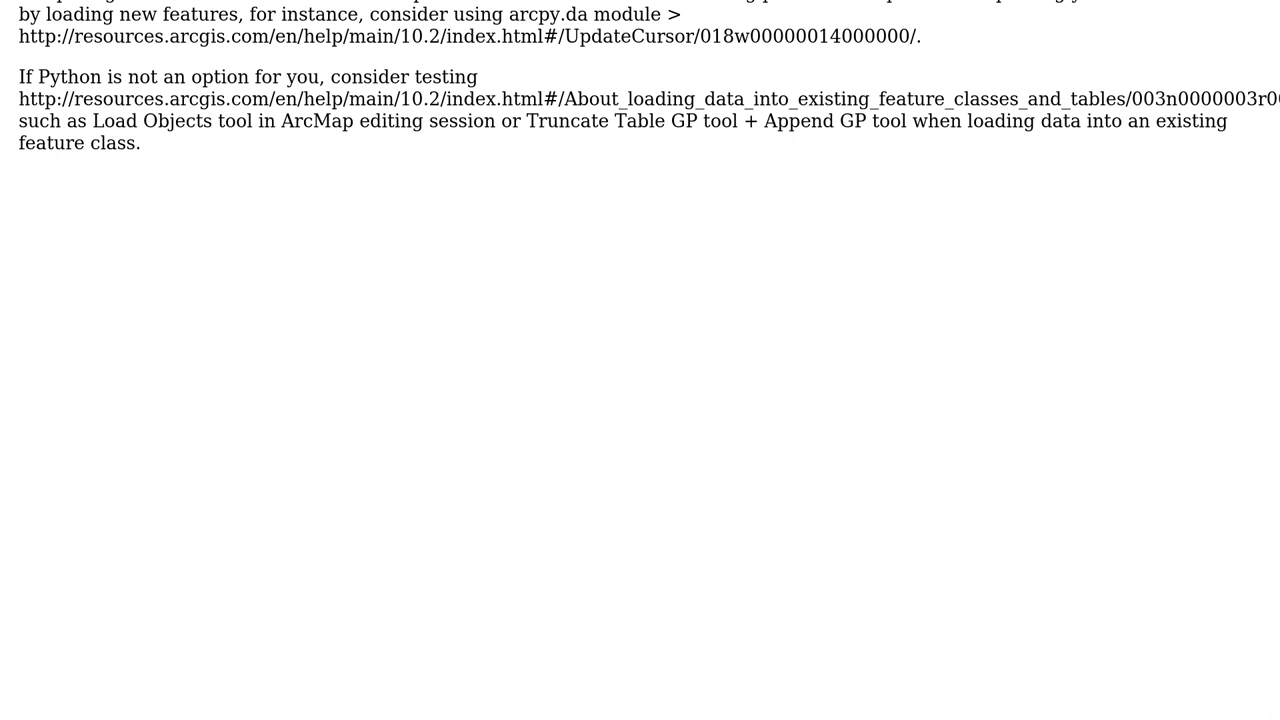 by loading new features, for instance, consider using arcpy.da module >
http://resources.arcgis.com/en/help/main/10.2/index.html#/UpdateCursor/018w00000014000000/.
If Python is not an option for you, consider testing
http://resources.arcgis.com/en/help/main/10.2/index.html#/About_loading_data_into_existing_feature_classes_and_tables/003n0000003r0
such as Load Objects tool in ArcMap editing session or Truncate Table GP tool + Append GP tool when loading data into an existing
feature class.